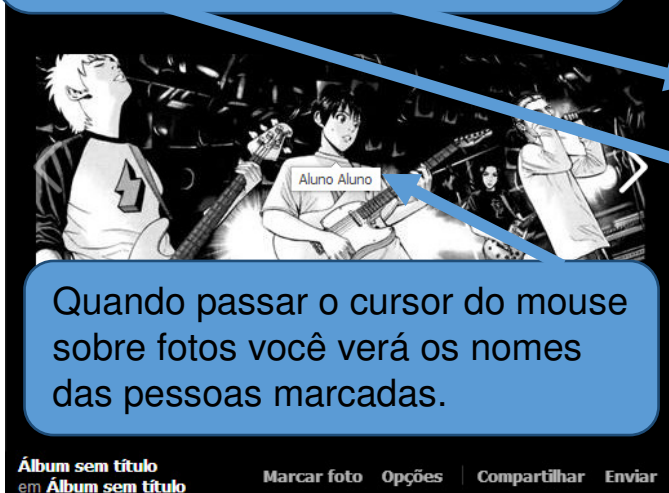 Aluno Aluno
Quando passar o cursor do mouse
sobre fotos você verá os nomes
das pessoas marcadas.
Álbum sem título
em Álbum sem título
Marcar foto Opções Compartilhar Enviar